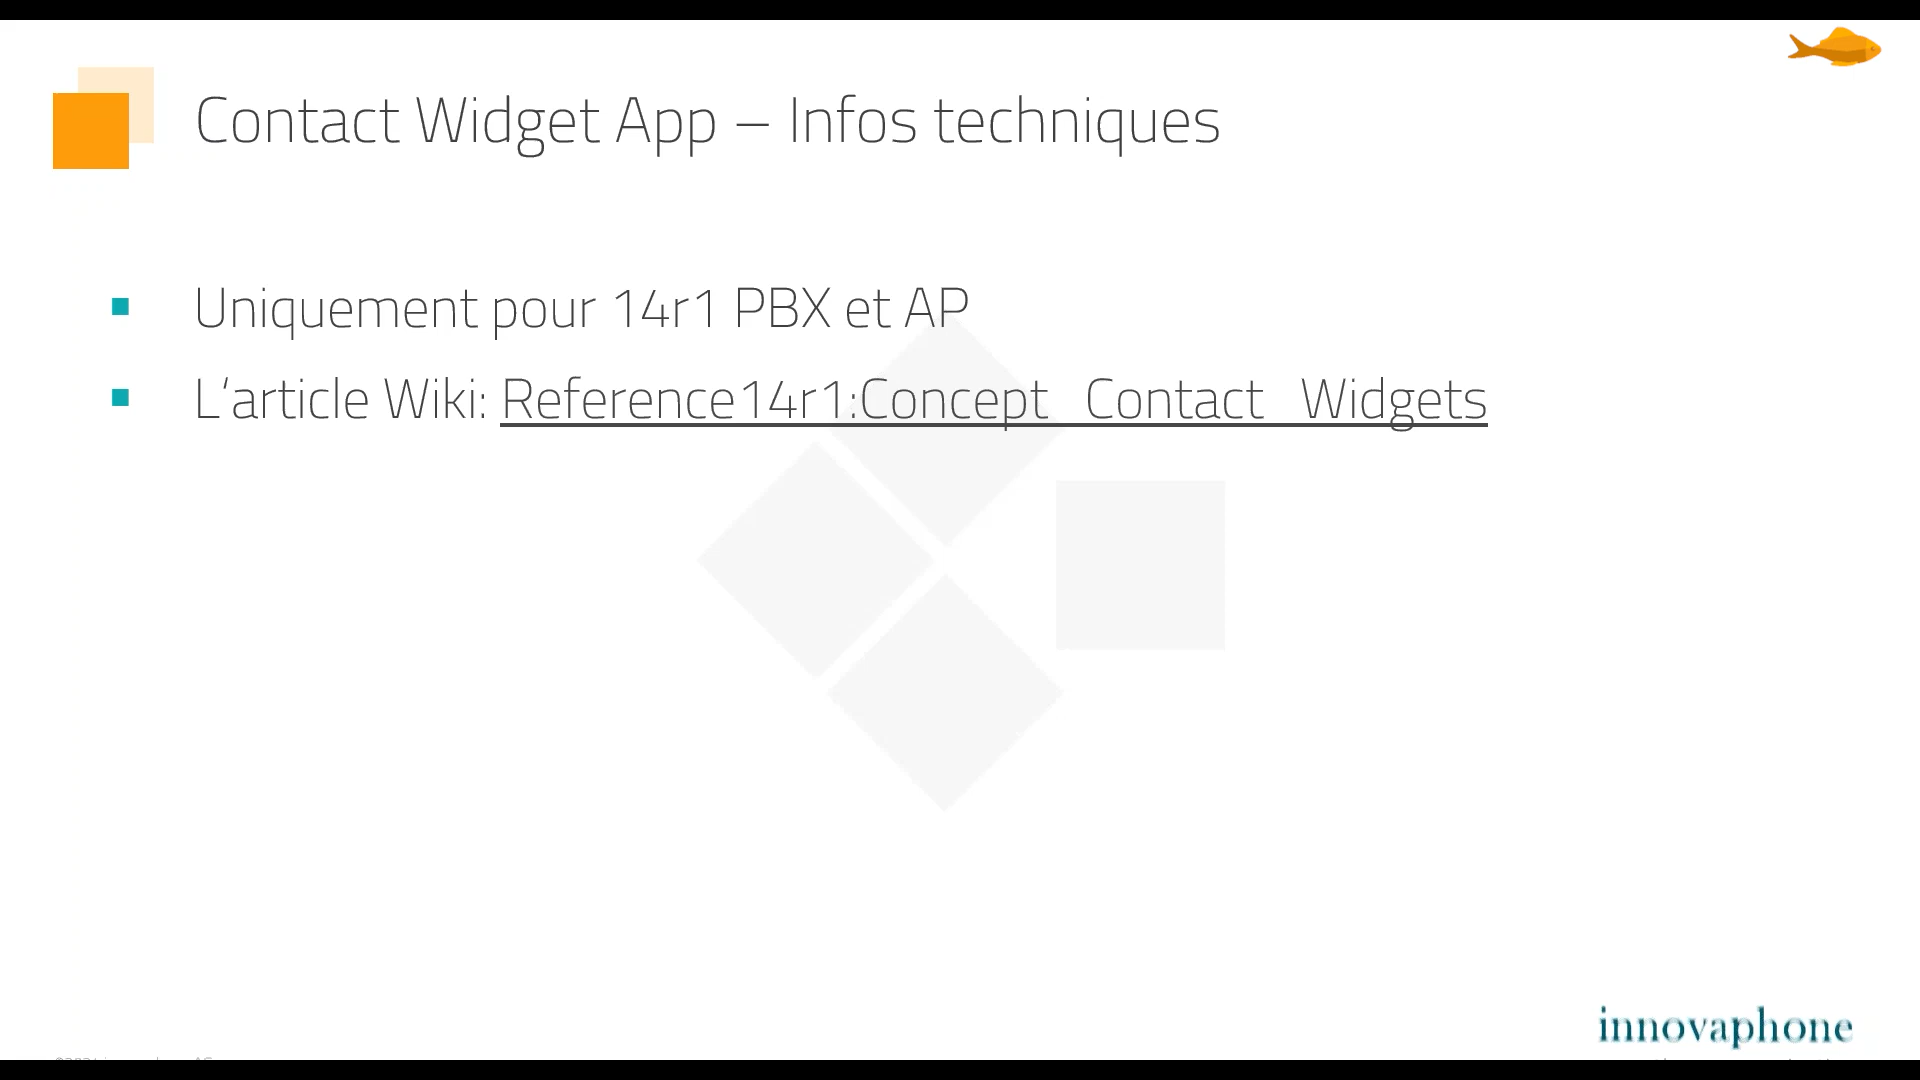 Contact Widget App – Infos techniques
Uniquement pour 14r1 PBX et AP
L‘article Wiki: Reference14r1:Concept_Contact_Widgets
innovaphone